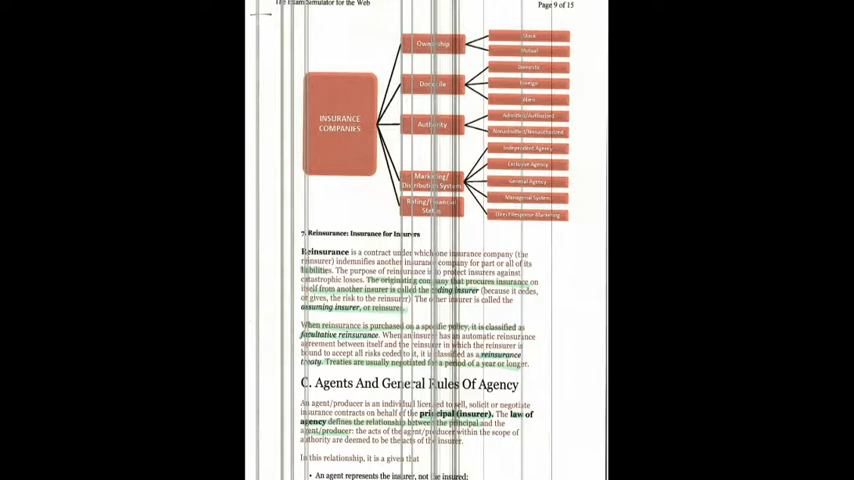 The Exam Simulator for the Web
Page 9 of 15
INSURANCE
COMPANIES
Ownership
Domicile
Authority
Marketing/
Distribution System
Rating/Financial
Status
Stock
Mutual
Domestic
Foreign
Alien
Admitted/Authorized
Nonadmitted/Nonauthorized
Independent Agency
Exclusive Agency
General Agency
Managerial System
Direct Response Marketing
7. Reinsurance: Insurance for Insurers
Reinsurance is a contract under which one insurance company (the
reinsurer) indemnifies another insurance company for part or all of its
liabilities. The purpose of reinsurance is to protect insurers against
catastrophic losses. The originating company that procures insurance on
itself from another insurer is called the ceding insurer (because it cedes,
or gives, the risk to the reinsurer) The other insurer is called the
assuming insurer, or reinsurer.
When reinsurance is purchased on a specific policy, it is classified as
facultative reinsurance. When an insurer has an automatic reinsurance
agreement between itself and the reinsurer in which the reinsurer is
bound to accept all risks ceded to it, it is classified as a reinsurance
treaty. Treaties are usually negotiated for a period of a year or longer.
C. Agents And General Rules Of Agency
An agent/producer is an individual licensed to sell, solicit or negotiate
insurance contracts on behalf of the principal (insurer). The law of
agency defines the relationship between the principal and the
agent/producer: the acts of the agent/producer within the scope of
authority are deemed to be the acts of the insurer.
In this relationship, it is a given that
• An agent represents the insurer, not the insured;